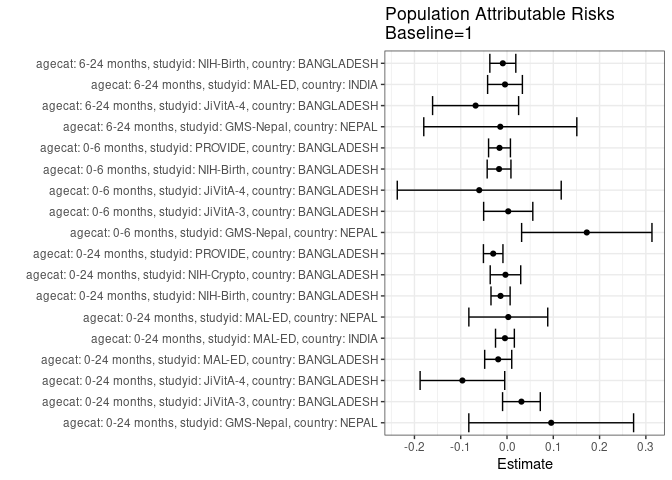 Population Attributable Risks
Baseline=1
agecat: 6-24 months, studyid: NIH-Birth, country: BANGLADESH
agecat: 6-24 months, studyid: MAL-ED, country: INDIA
agecat: 6-24 months, studyid: JiVitA-4, country: BANGLADESH
agecat: 6-24 months, studyid: GMS-Nepal, country: NEPAL
agecat: 0-6 months, studyid: PROVIDE, country: BANGLADESH
agecat: 0-6 months, studyid: NIH-Birth, country: BANGLADESH
agecat: 0-6 months, studyid: JiVitA-4, country: BANGLADESH
agecat: 0-6 months, studyid: JiVitA-3, country: BANGLADESH
agecat: 0-6 months, studyid: GMS-Nepal, country: NEPAL
agecat: 0-24 months, studyid: PROVIDE, country: BANGLADESH
agecat: 0-24 months, studyid: NIH-Crypto, country: BANGLADESH
agecat: 0-24 months, studyid: NIH-Birth, country: BANGLADESH
agecat: 0-24 months, studyid: MAL-ED, country: NEPAL
agecat: 0-24 months, studyid: MAL-ED, country: INDIA
agecat: 0-24 months, studyid: MAL-ED, country: BANGLADESH
agecat: 0-24 months, studyid: JiVitA-4, country: BANGLADESH
agecat: 0-24 months, studyid: JiVitA-3, country: BANGLADESH
agecat: 0-24 months, studyid: GMS-Nepal, country: NEPAL
-0.2 -0.1 0.0 0.1 0.2 0.3
Estimate